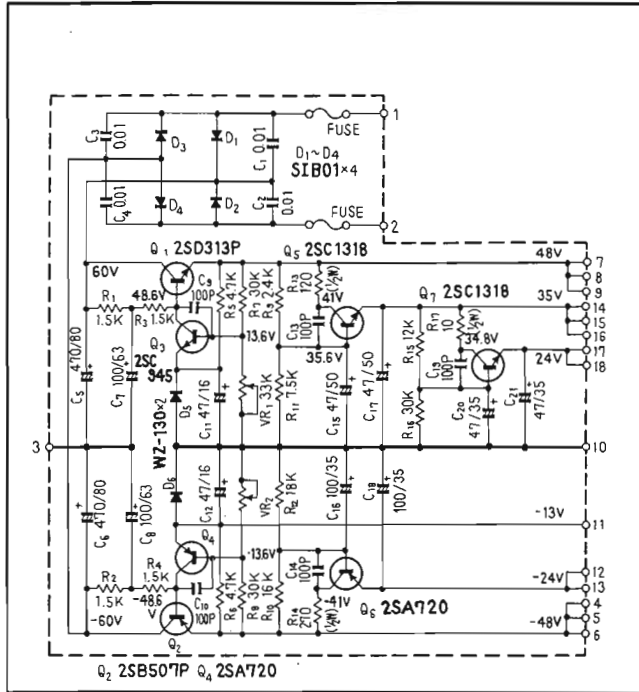 FUSE
1
C3 0.01
D3
D1
C1 0.01
D1~D4
SIB01×4
C4 0.01
D4
D2
C2 0.01
FUSE
2
Q1 2SD313P
Q5 2SC1318
60V
48.6V
C9 100P
R5 4.7K
R7 30K
R9 2.4K
R13 120 (½W)
41V
Q7 2SC1318
48V
7
8
9
35V
14
15
16
17
18
24V
R1 1.5K
R3 1.5K
Q3
2SC 945
13.6V
C13 100P
35.6V
R15 12K
R17 10 (½W)
34.8V
C19 100P
C5 470/80
C7 100/63
D5
WZ-130×2
C11 47/16
VR1 33K
R11 7.5K
C15 47/50
C17 47/50
R16 30K
C20 47/35
C21 47/35
3
10
D6
C12 47/16
VR2
R12 18K
C16 100/35
C18 100/35
C6 470/80
C8 100/63
-13V
11
Q4
-13.6V
R2 1.5K
R4 1.5K
-48.6 V
C10 100P
R6 4.7K
R8 30K
R10 16K
C14 100P
-41V
R14 270 (½W)
Q6 2SA720
-24V
12
13
4
5
6
-48V
-60V
Q2
Q2 2SB507P Q4 2SA720